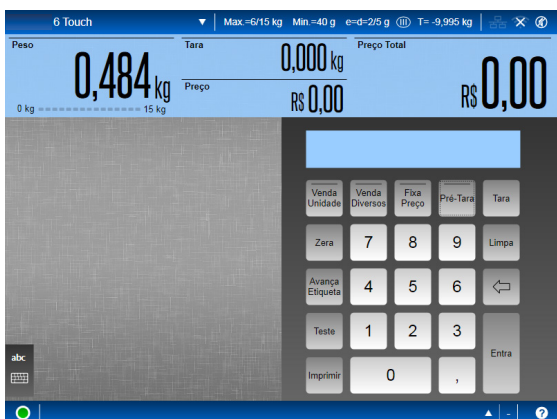 6 Touch ▼ Max.=6/15 kg Min.=40 g e=d=2/5 g (III) T= -9,995 kg
Peso
0,484 kg
0 kg 15 kg
Tara
0,000 kg
Preço
R$ 0,00
Preço Total
R$ 0,00
Venda Unidade
Venda Diversos
Fixa Preço
Pré-Tara
Tara
Zera 7 8 9 Limpa
Avança Etiqueta
4 5 6
Teste 1 2 3
Entra
Imprimir 0 ,
abc
▲ - ?